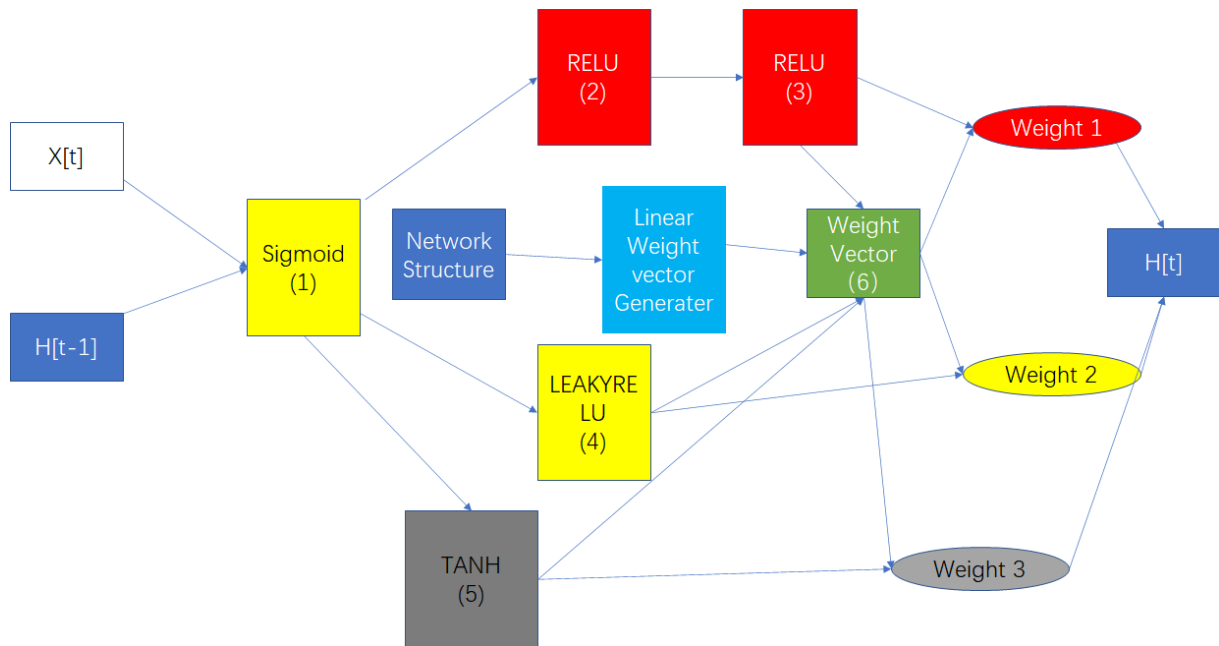 RELU
(2)
RELU
(3)
Weight 1
X[t]
Sigmoid
(1)
Network
Structure
Linear
Weight
vector
Generater
Weight
Vector
(6)
H[t]
H[t-1]
LEAKYRE
LU
(4)
Weight 2
TANH
(5)
Weight 3